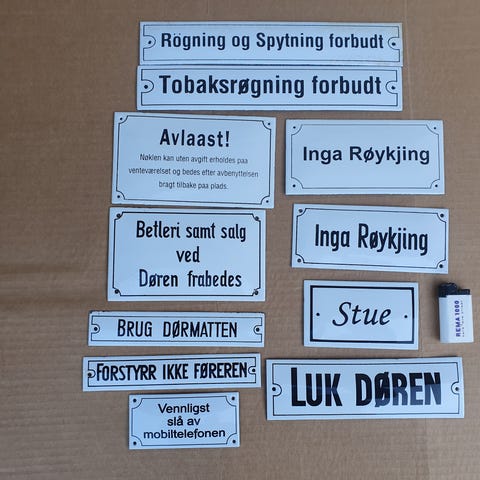 Rögning og Spytning forbudt
Tobaksrøgning forbudt
Avlaast!
Nøklen kan uten avgift erholdes paa
venteværelset og bedes efter avbenyttelsen
bragt tilbake paa plads.
Inga Røykjing
Betleri samt salg
ved
Døren frabedes
Inga Røykjing
Stue
REMA 1000
BRUG DØRMATTEN
FORSTYRR IKKE FØREREN
LUK DØREN
Vennligst
slå av
mobiltelefonen